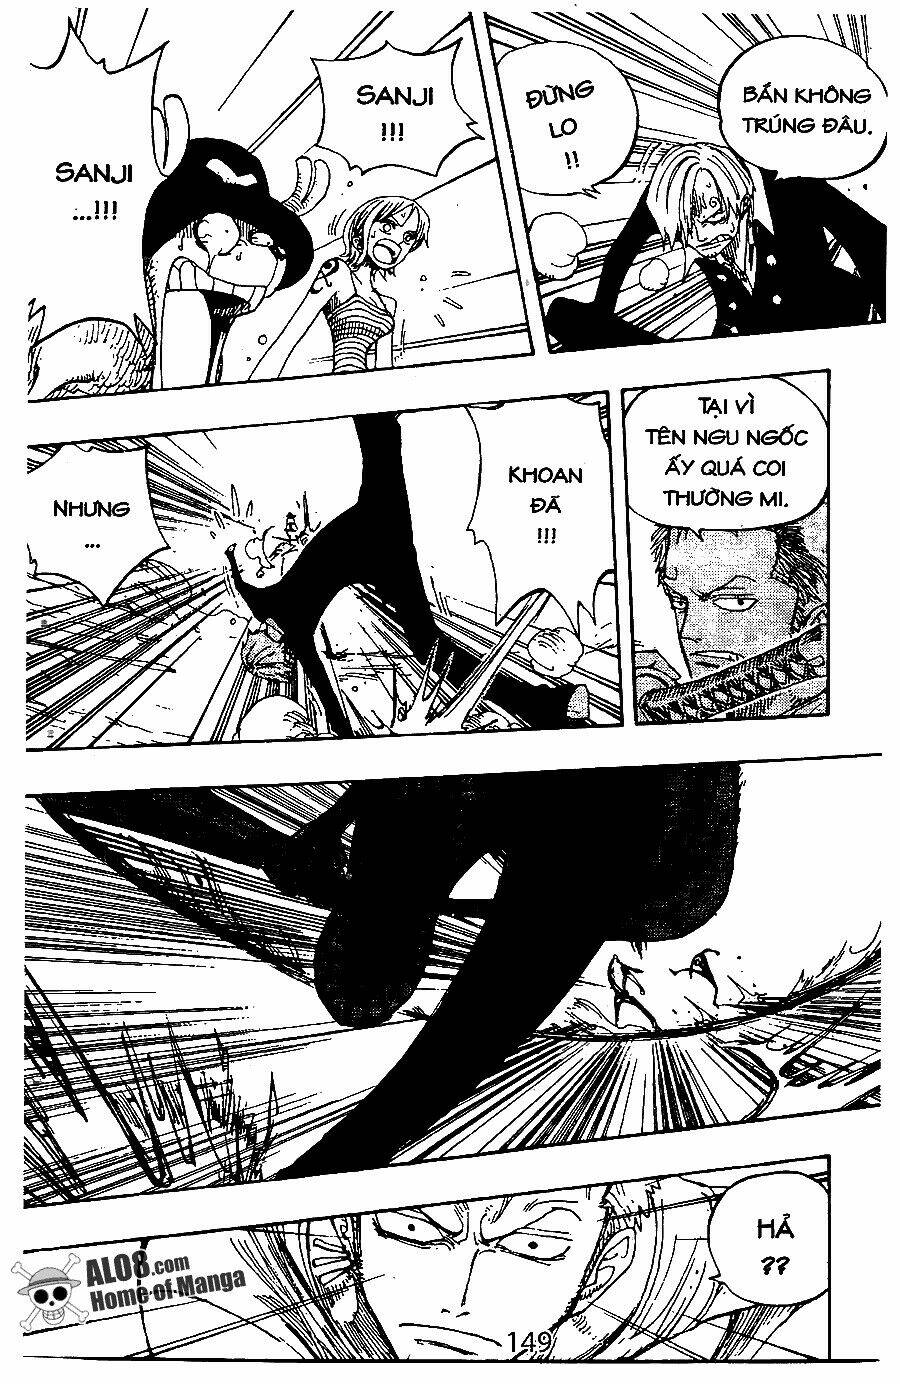 BẮN KHÔNG
TRÚNG ĐÂU.
ĐỪNG
LO
!!
SANJI
!!!
SANJI
...!!!
TẠI VÌ
TÊN NGU NGỐC
ẤY QUÁ COI
THƯỜNG MI.
KHOAN
ĐÃ
!!!
NHƯNG
...
HẢ
??
AL08.com
Home of Manga
149